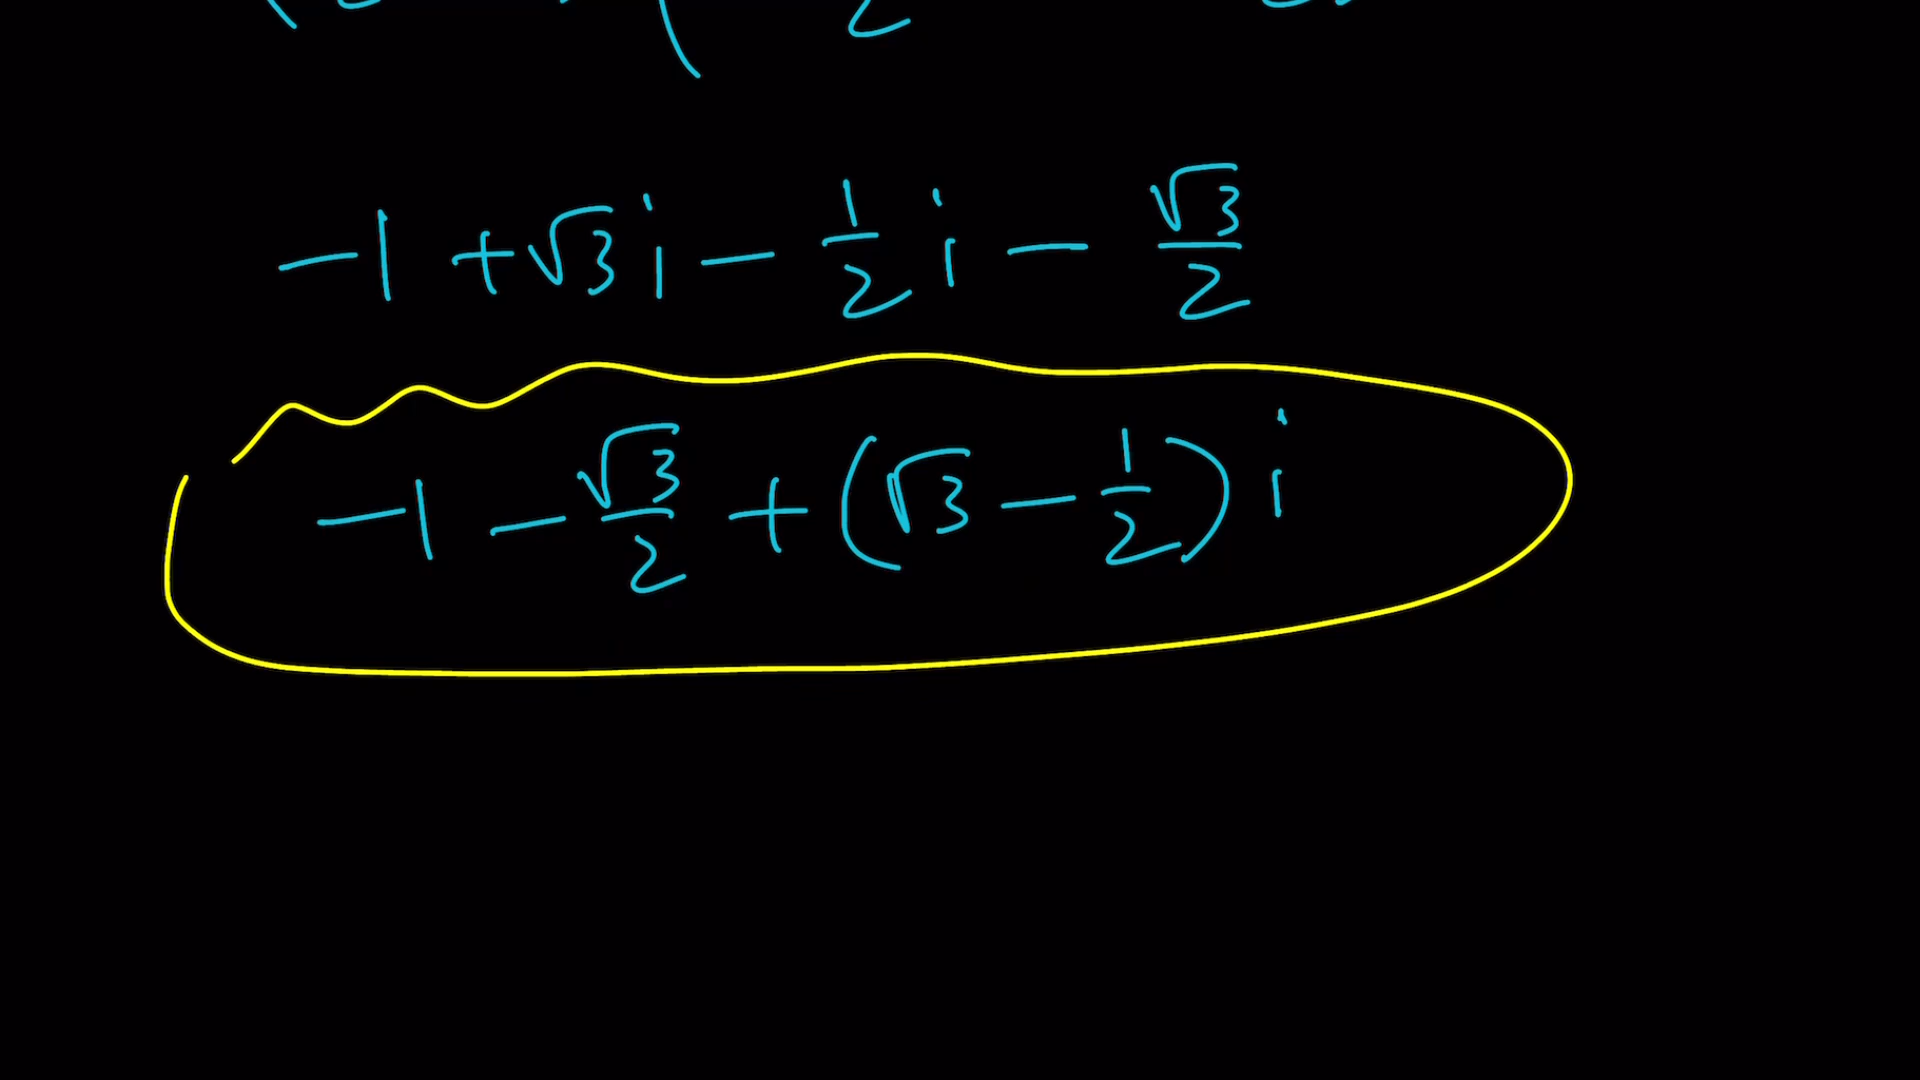 −1 + √3 i − 1/2 i − √3/2
−1 − √3/2 + (√3 − 1/2) i